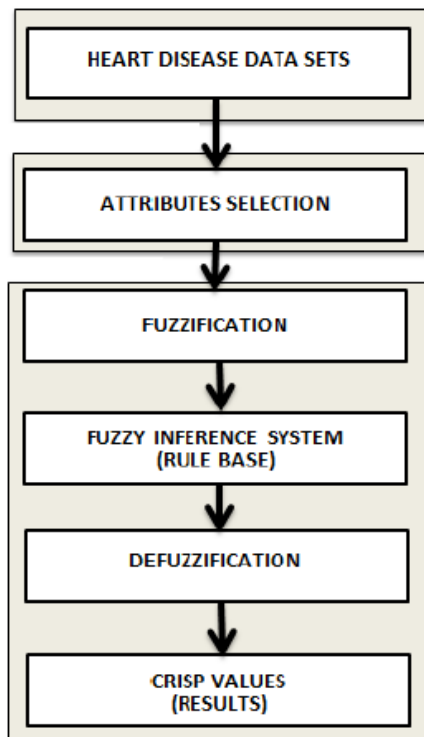 HEART DISEASE DATA SETS
ATTRIBUTES SELECTION
FUZZIFICATION
FUZZY INFERENCE SYSTEM
(RULE BASE)
DEFUZZIFICATION
CRISP VALUES
(RESULTS)